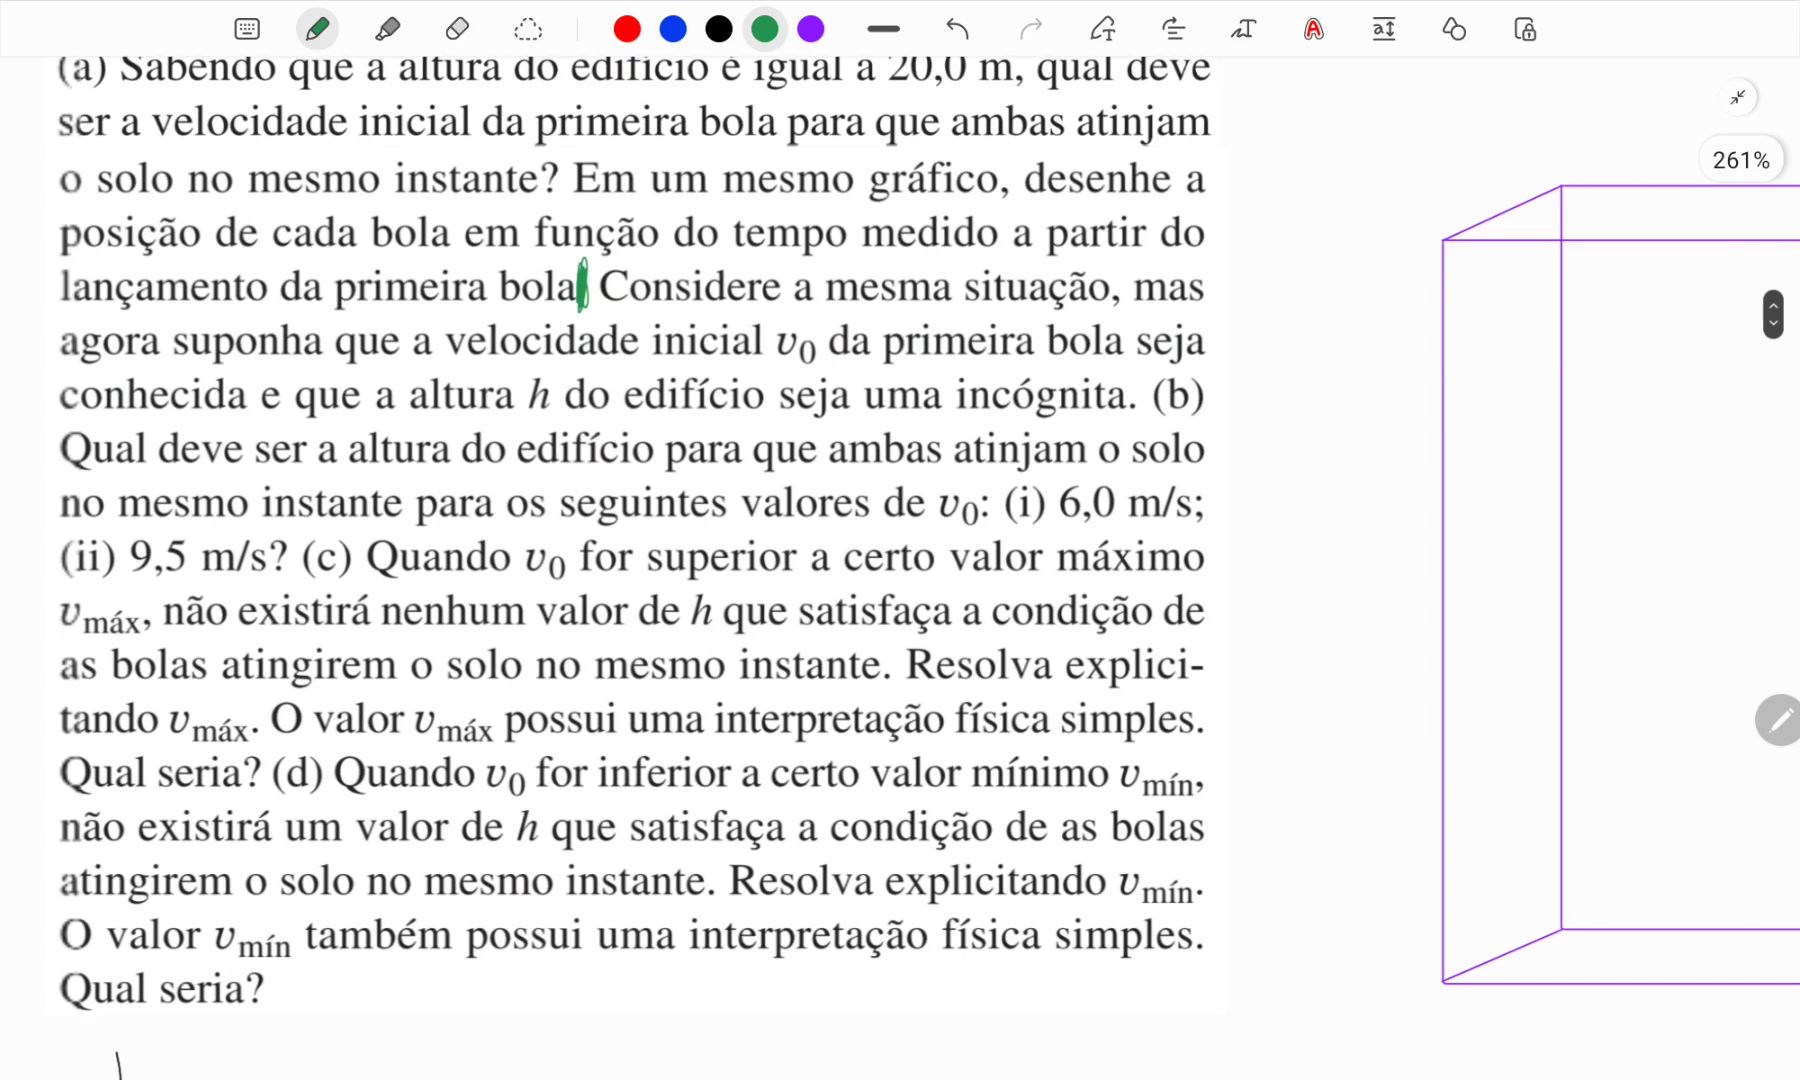 (a) Sabendo que a altura do edifício é igual a 20,0 m, qual deve
ser a velocidade inicial da primeira bola para que ambas atinjam
o solo no mesmo instante? Em um mesmo gráfico, desenhe a
posição de cada bola em função do tempo medido a partir do
lançamento da primeira bola Considere a mesma situação, mas
agora suponha que a velocidade inicial v₀ da primeira bola seja
conhecida e que a altura h do edifício seja uma incógnita. (b)
Qual deve ser a altura do edifício para que ambas atinjam o solo
no mesmo instante para os seguintes valores de v₀: (i) 6,0 m/s;
(ii) 9,5 m/s? (c) Quando v₀ for superior a certo valor máximo
v máx, não existirá nenhum valor de h que satisfaça a condição de
as bolas atingirem o solo no mesmo instante. Resolva explici-
tando v máx. O valor v máx possui uma interpretação física simples.
Qual seria? (d) Quando v₀ for inferior a certo valor mínimo v mín,
não existirá um valor de h que satisfaça a condição de as bolas
atingirem o solo no mesmo instante. Resolva explicitando v mín.
O valor v mín também possui uma interpretação física simples.
Qual seria?
261%